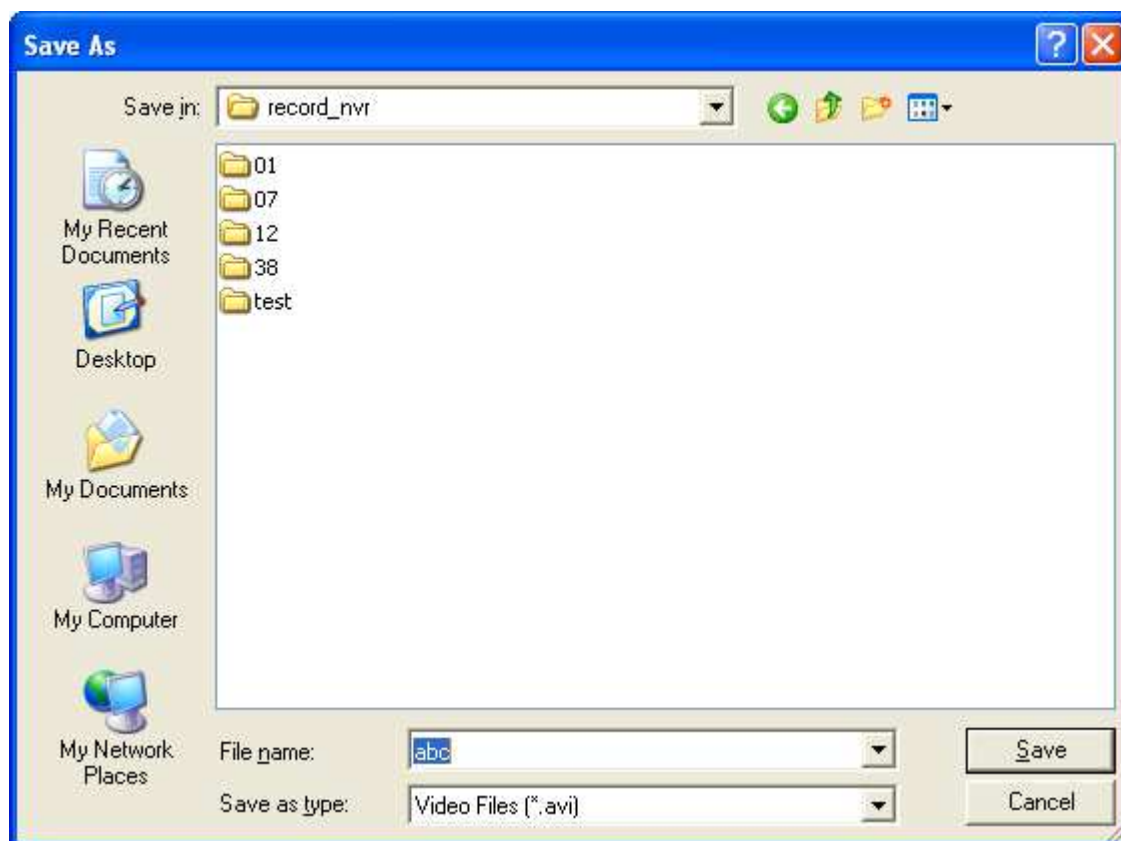 Save As
Save in:
record_nvr
01
07
12
38
test
My Recent
Documents
Desktop
My Documents
My Computer
My Network
Places
File name:
abc
Save
Save as type:
Video Files (*.avi)
Cancel